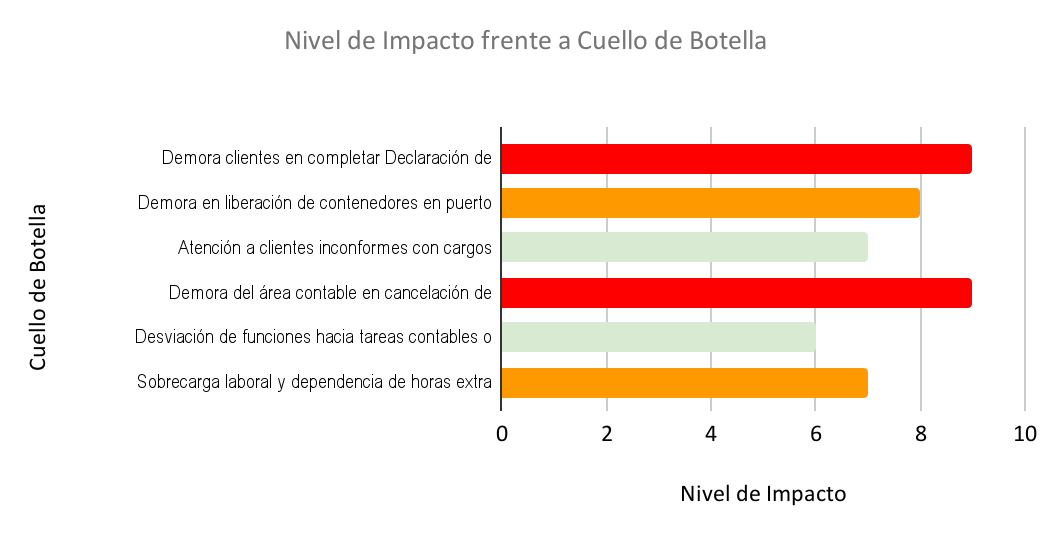 Nivel de Impacto frente a Cuello de Botella
Cuello de Botella
Demora clientes en completar Declaración de
Demora en liberación de contenedores en puerto
Atención a clientes inconformes con cargos
Demora del área contable en cancelación de
Desviación de funciones hacia tareas contables o
Sobrecarga laboral y dependencia de horas extra
0 2 4 6 8 10
Nivel de Impacto